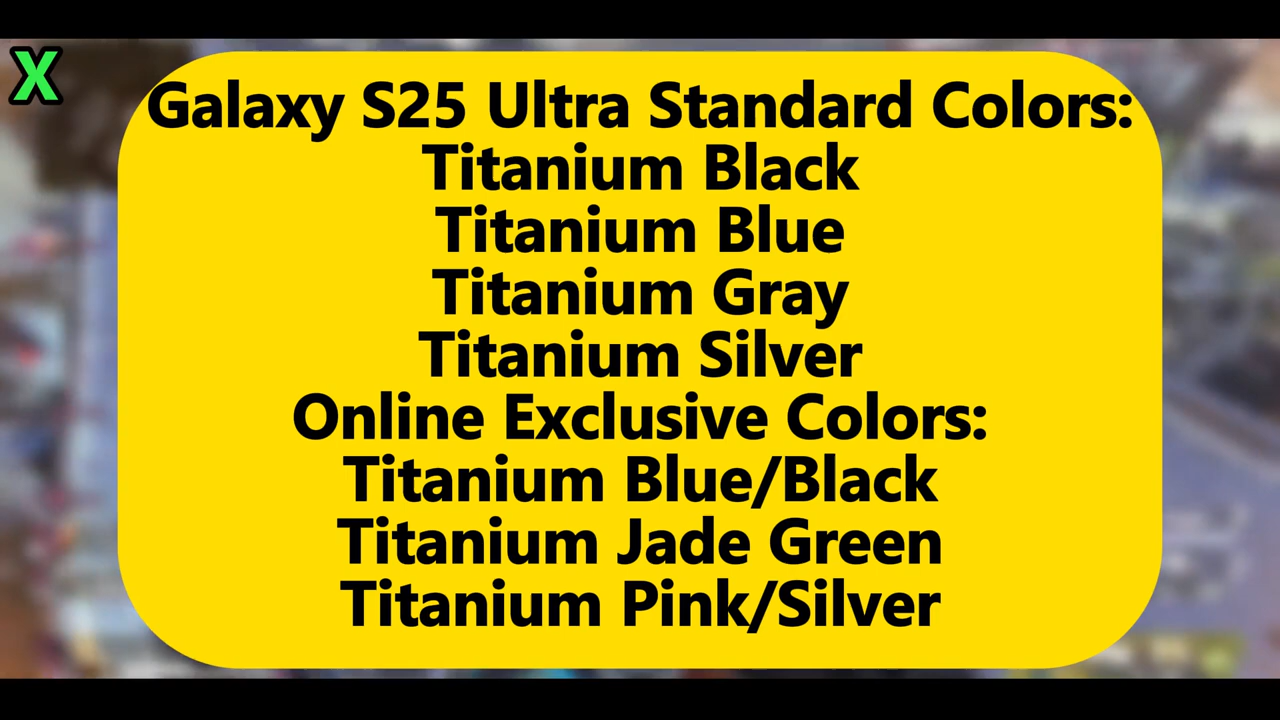 X
Galaxy S25 Ultra Standard Colors:
Titanium Black
Titanium Blue
Titanium Gray
Titanium Silver
Online Exclusive Colors:
Titanium Blue/Black
Titanium Jade Green
Titanium Pink/Silver